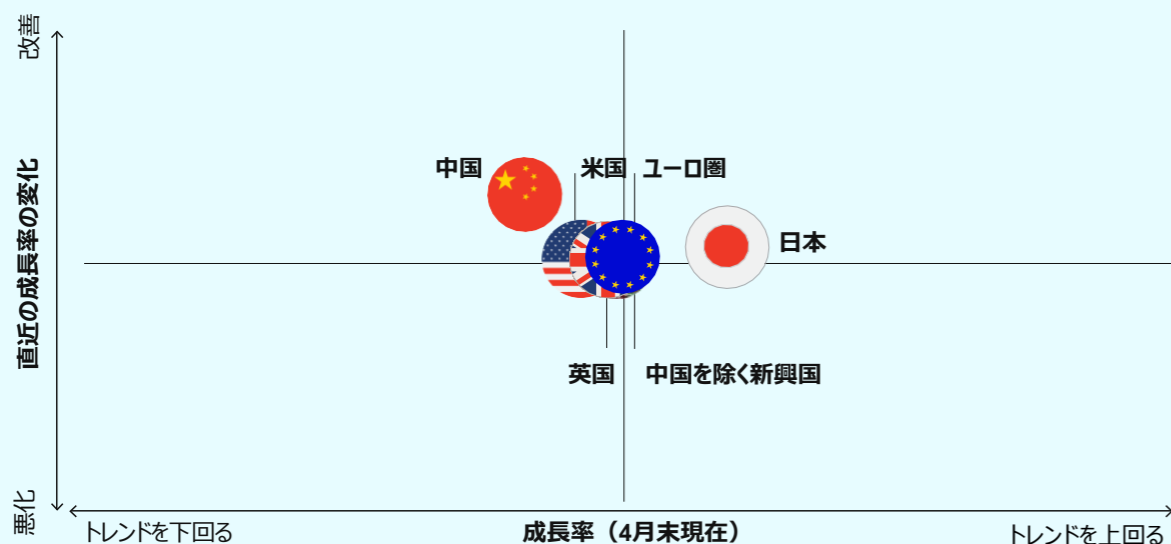 改善
直近の成長率の変化
悪化
中国
米国
ユーロ圏
日本
英国
中国を除く新興国
トレンドを下回る
成長率（4月末現在）
トレンドを上回る